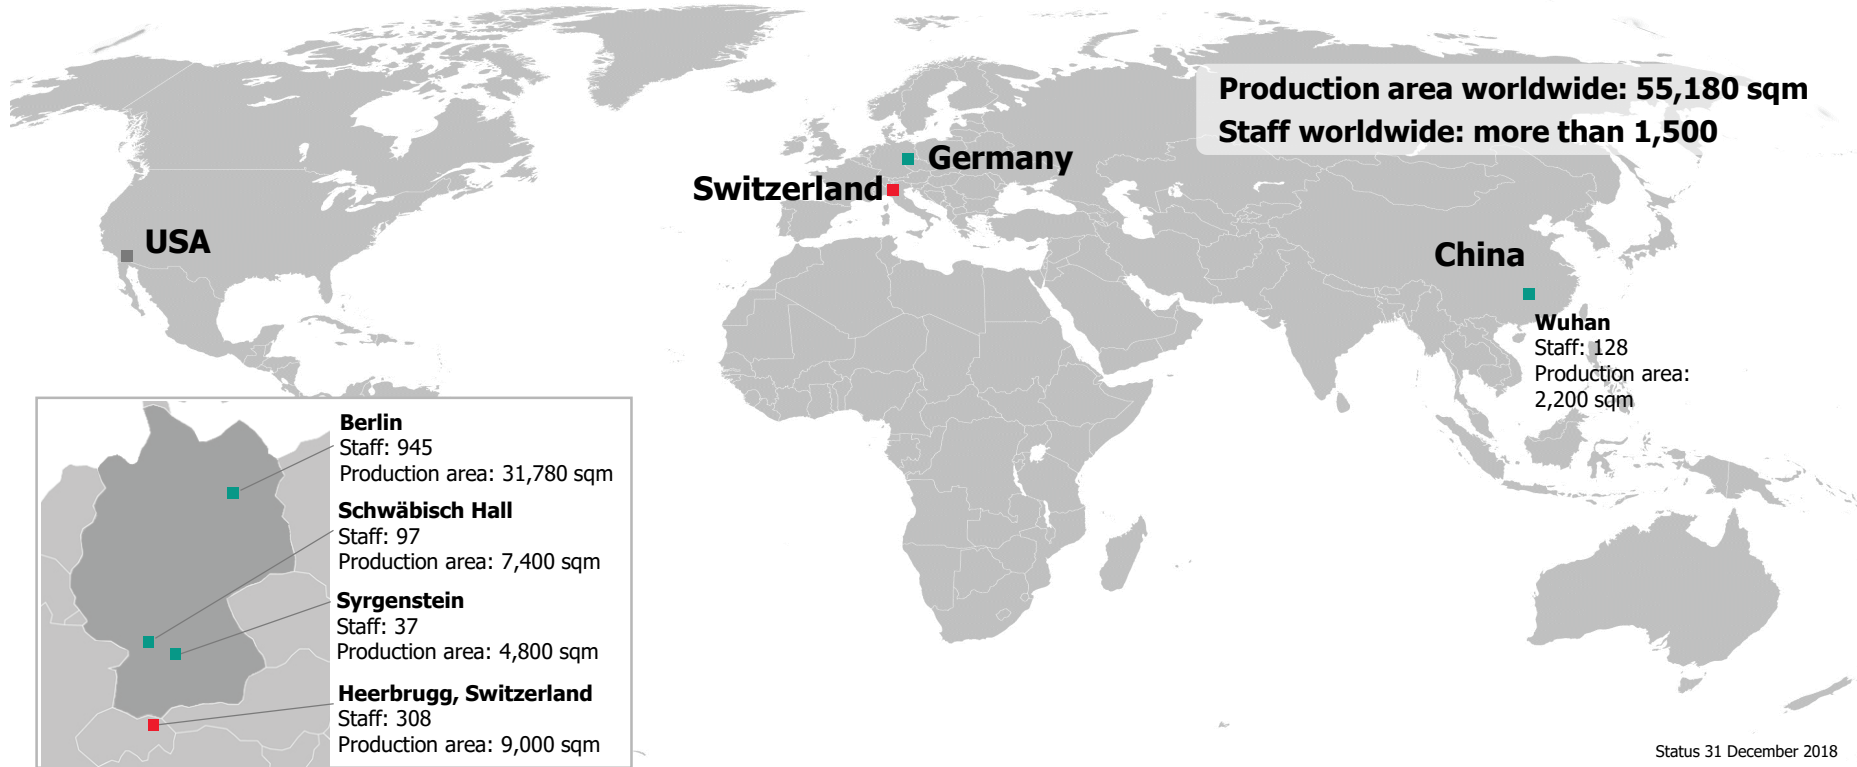 Production area worldwide: 55,180 sqm
Staff worldwide: more than 1,500
Germany
Switzerland
USA
China
Wuhan
Staff: 128
Production area:
2,200 sqm
Berlin
Staff: 945
Production area: 31,780 sqm
Schwäbisch Hall
Staff: 97
Production area: 7,400 sqm
Syrgenstein
Staff: 37
Production area: 4,800 sqm
Heerbrugg, Switzerland
Staff: 308
Production area: 9,000 sqm
Status 31 December 2018